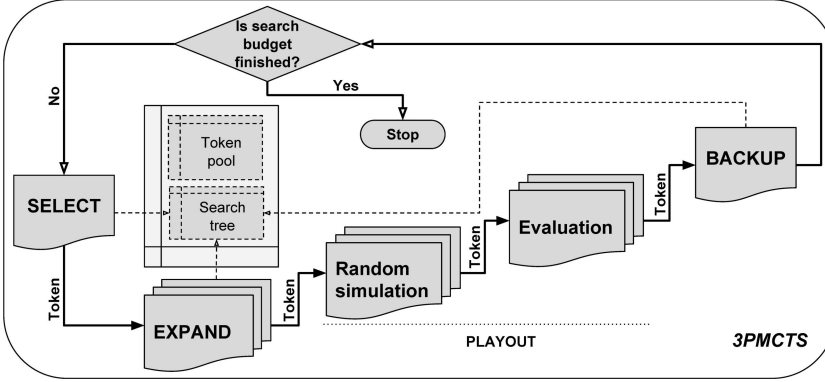 Is search
budget
finished?
No
Yes
Stop
Token
pool
BACKUP
SELECT
Search
tree
Token
Evaluation
Token
Random
simulation
Token
Token
EXPAND
PLAYOUT
3PMCTS